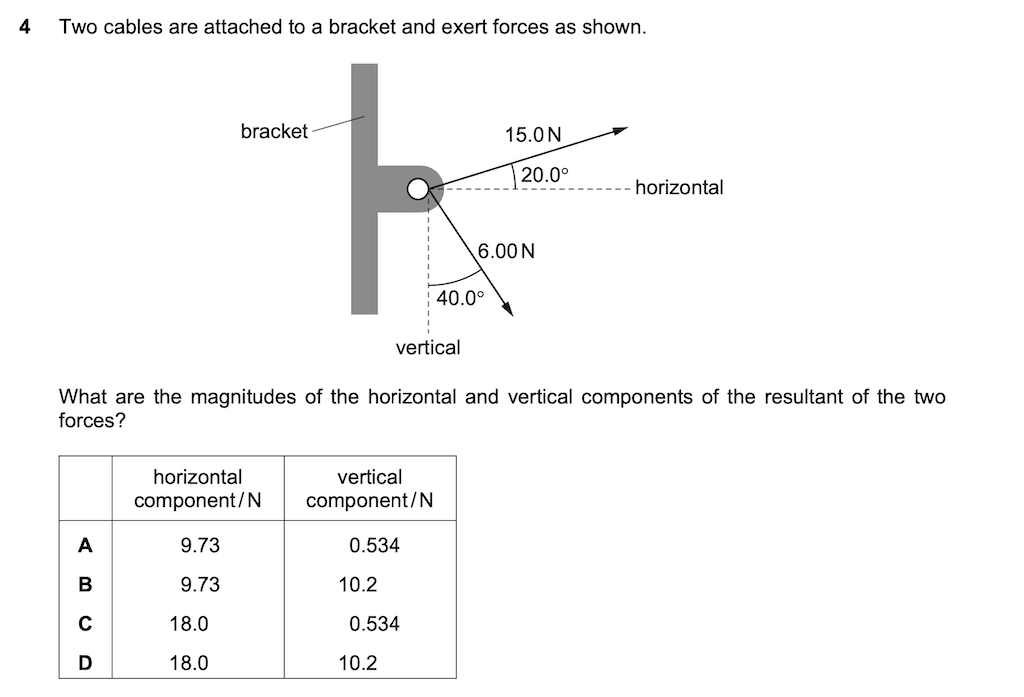 4 Two cables are attached to a bracket and exert forces as shown.
bracket
15.0 N
20.0°
horizontal
6.00 N
40.0°
vertical
What are the magnitudes of the horizontal and vertical components of the resultant of the two
forces?
horizontal component / N vertical component / N
A 9.73 0.534
B 9.73 10.2
C 18.0 0.534
D 18.0 10.2